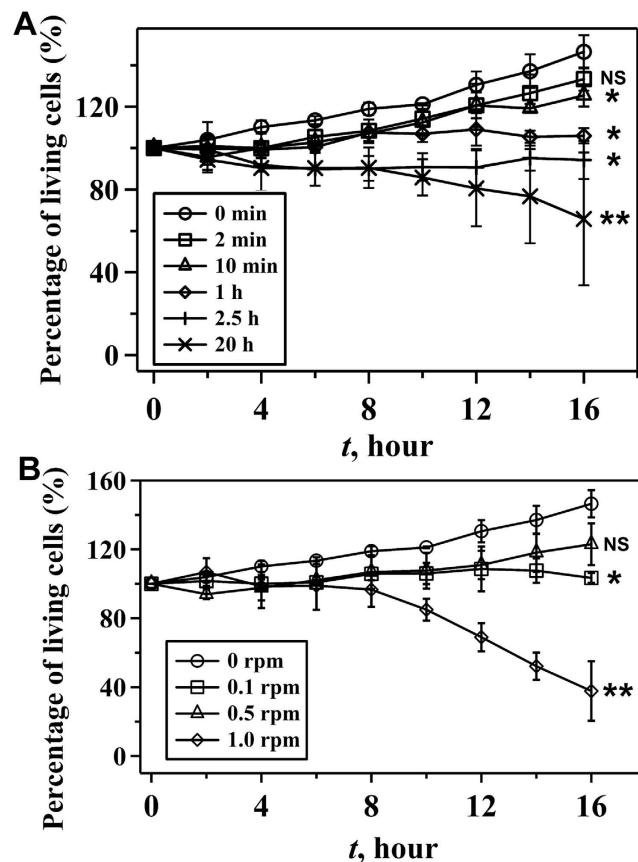 A
Percentage of living cells (%)
120
80
40
0
NS
*
*
*
**
0 min
2 min
10 min
1 h
2.5 h
20 h
0 4 8 12 16
t, hour
B
Percentage of living cells (%)
160
120
80
40
0
NS
*
**
0 rpm
0.1 rpm
0.5 rpm
1.0 rpm
0 4 8 12 16
t, hour